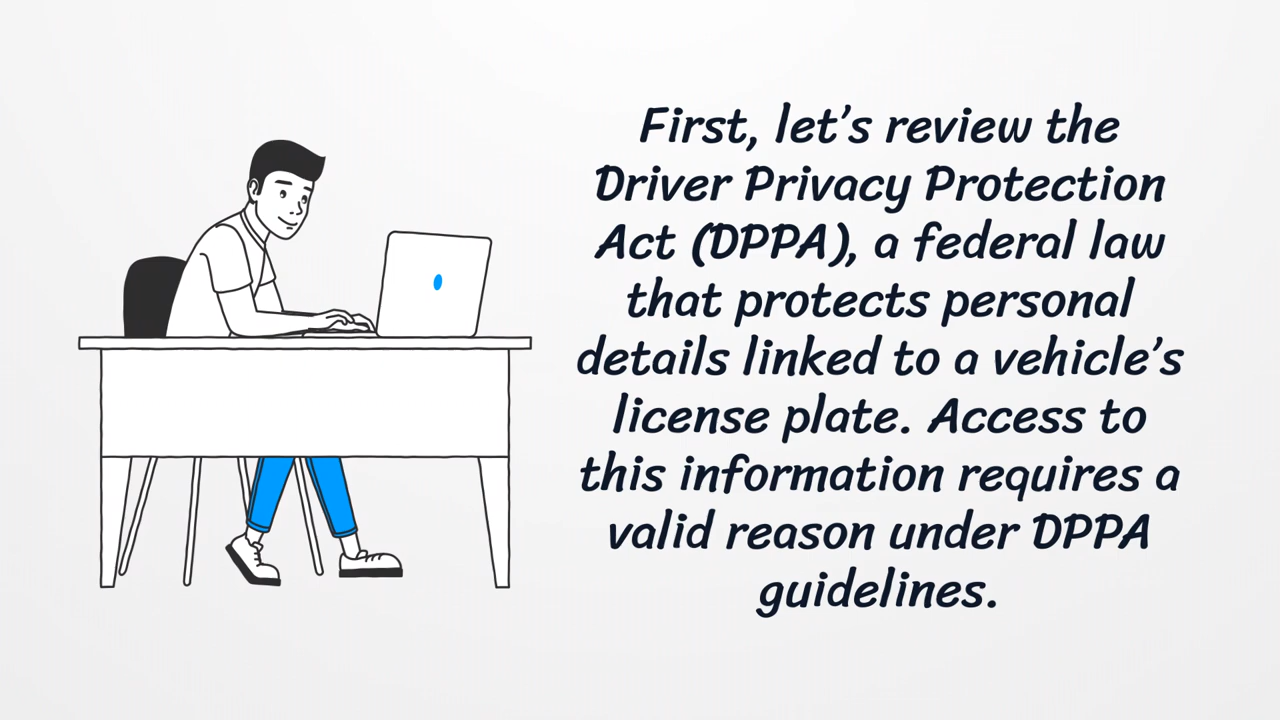 First, let’s review the
Driver Privacy Protection
Act (DPPA), a federal law
that protects personal
details linked to a vehicle’s
license plate. Access to
this information requires a
valid reason under DPPA
guidelines.